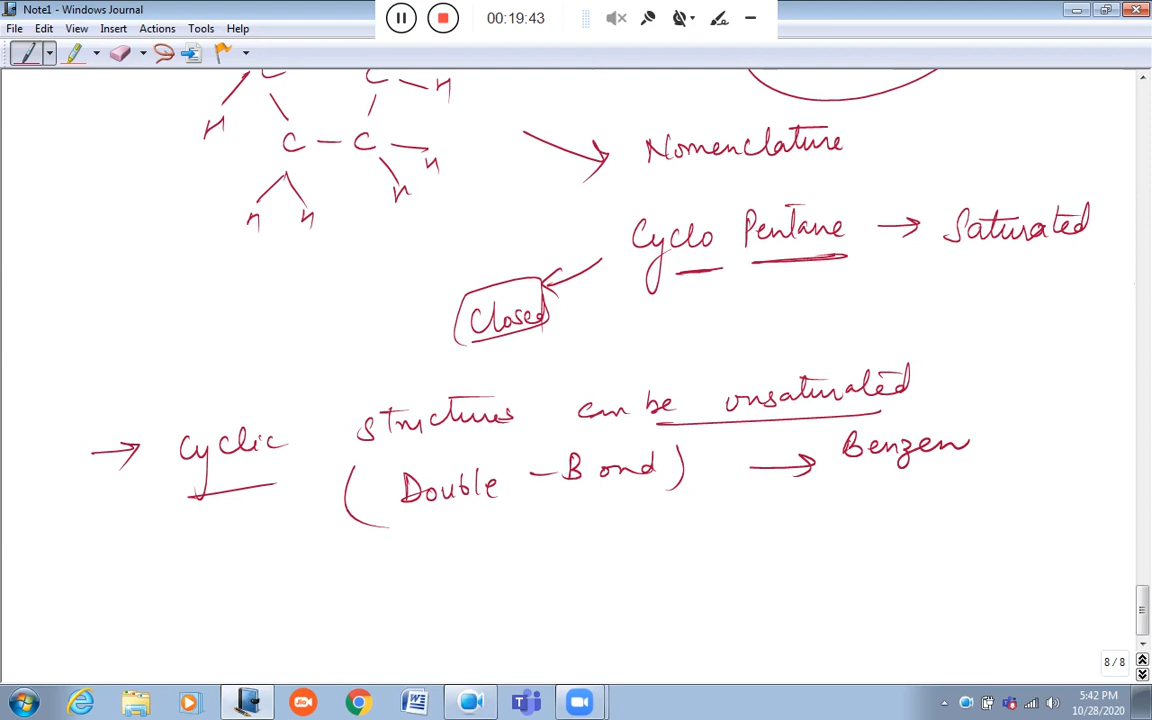 Note1 - Windows Journal
00:19:43
File Edit View Insert Actions Tools Help
C C H
H
C - C H
H H H
Nomenclature
Cyclo Pentane → Saturated
Closed
→ Cyclic structures can be unsaturated
(Double - Bond) → Benzen
8 / 8
5:42 PM
10/28/2020